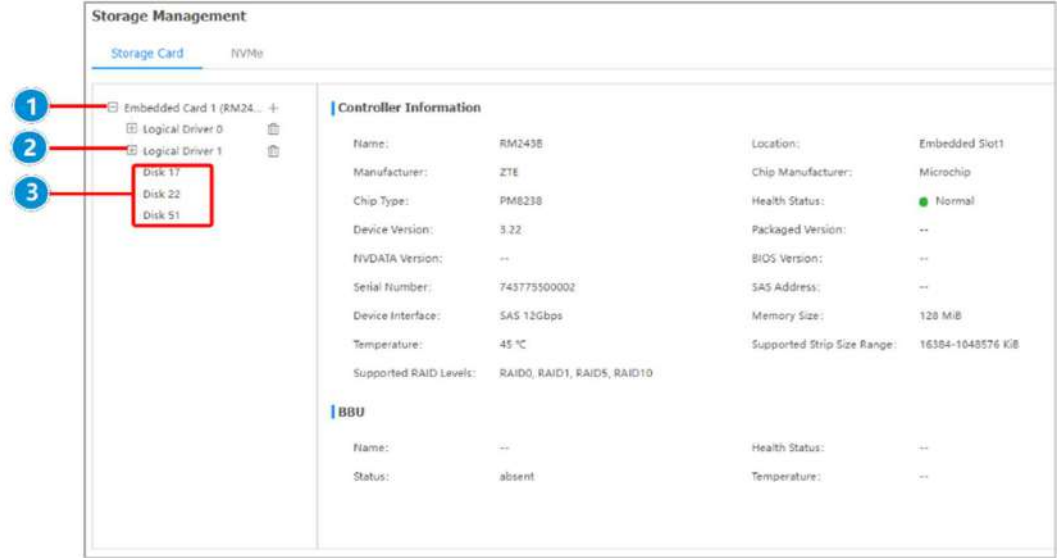 Storage Management
Storage Card NVMe
1
Embedded Card 1 (RM24...
Logical Driver 0
2
Logical Driver 1
3
Disk 17
Disk 22
Disk 51
Controller Information
Name: RM243B Location: Embedded Slot1
Manufacturer: ZTE Chip Manufacturer: Microchip
Chip Type: PM8238 Health Status: Normal
Device Version: 3.22 Packaged Version: --
NVDATA Version: -- BIOS Version: --
Serial Number: 743775500002 SAS Address: --
Device Interface: SAS 12Gbps Memory Size: 128 MiB
Temperature: 45 °C Supported Strip Size Range: 16384-1048576 KiB
Supported RAID Levels: RAID0, RAID1, RAID5, RAID10
BBU
Name: -- Health Status: --
Status: absent Temperature: --